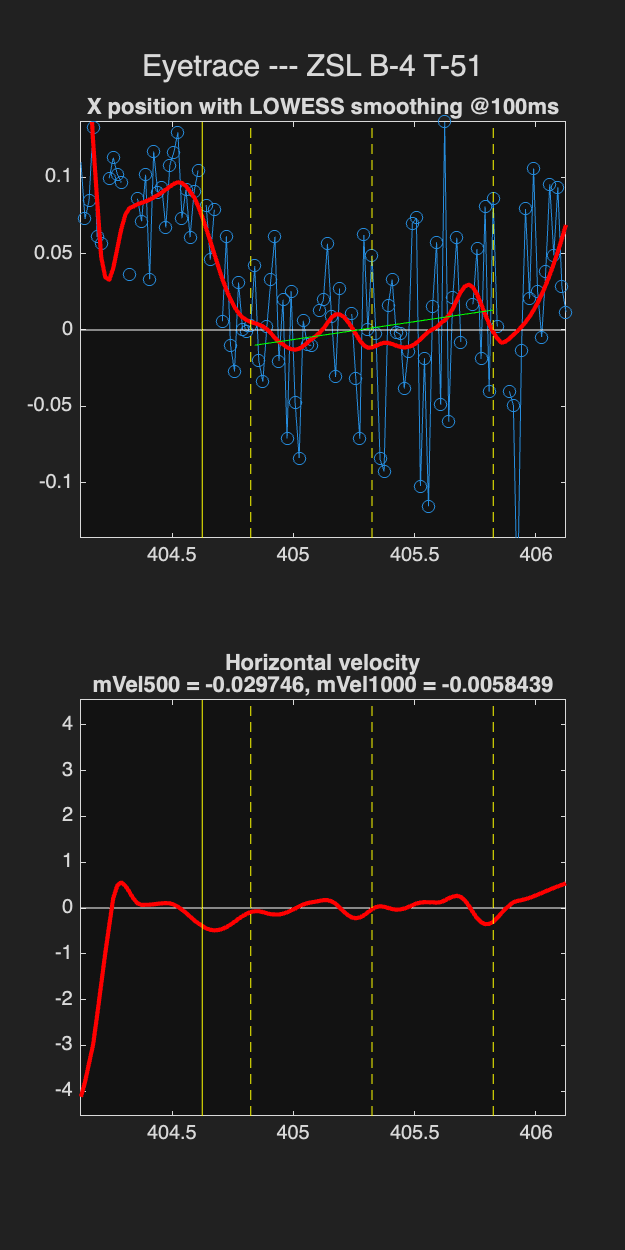 Eyetrace --- ZSL B-4 T-51
X position with LOWESS smoothing @100ms
0.1
0.05
0
-0.05
-0.1
404.5 405 405.5 406
Horizontal velocity
mVel500 = -0.029746, mVel1000 = -0.0058439
4
3
2
1
0
-1
-2
-3
-4
404.5 405 405.5 406